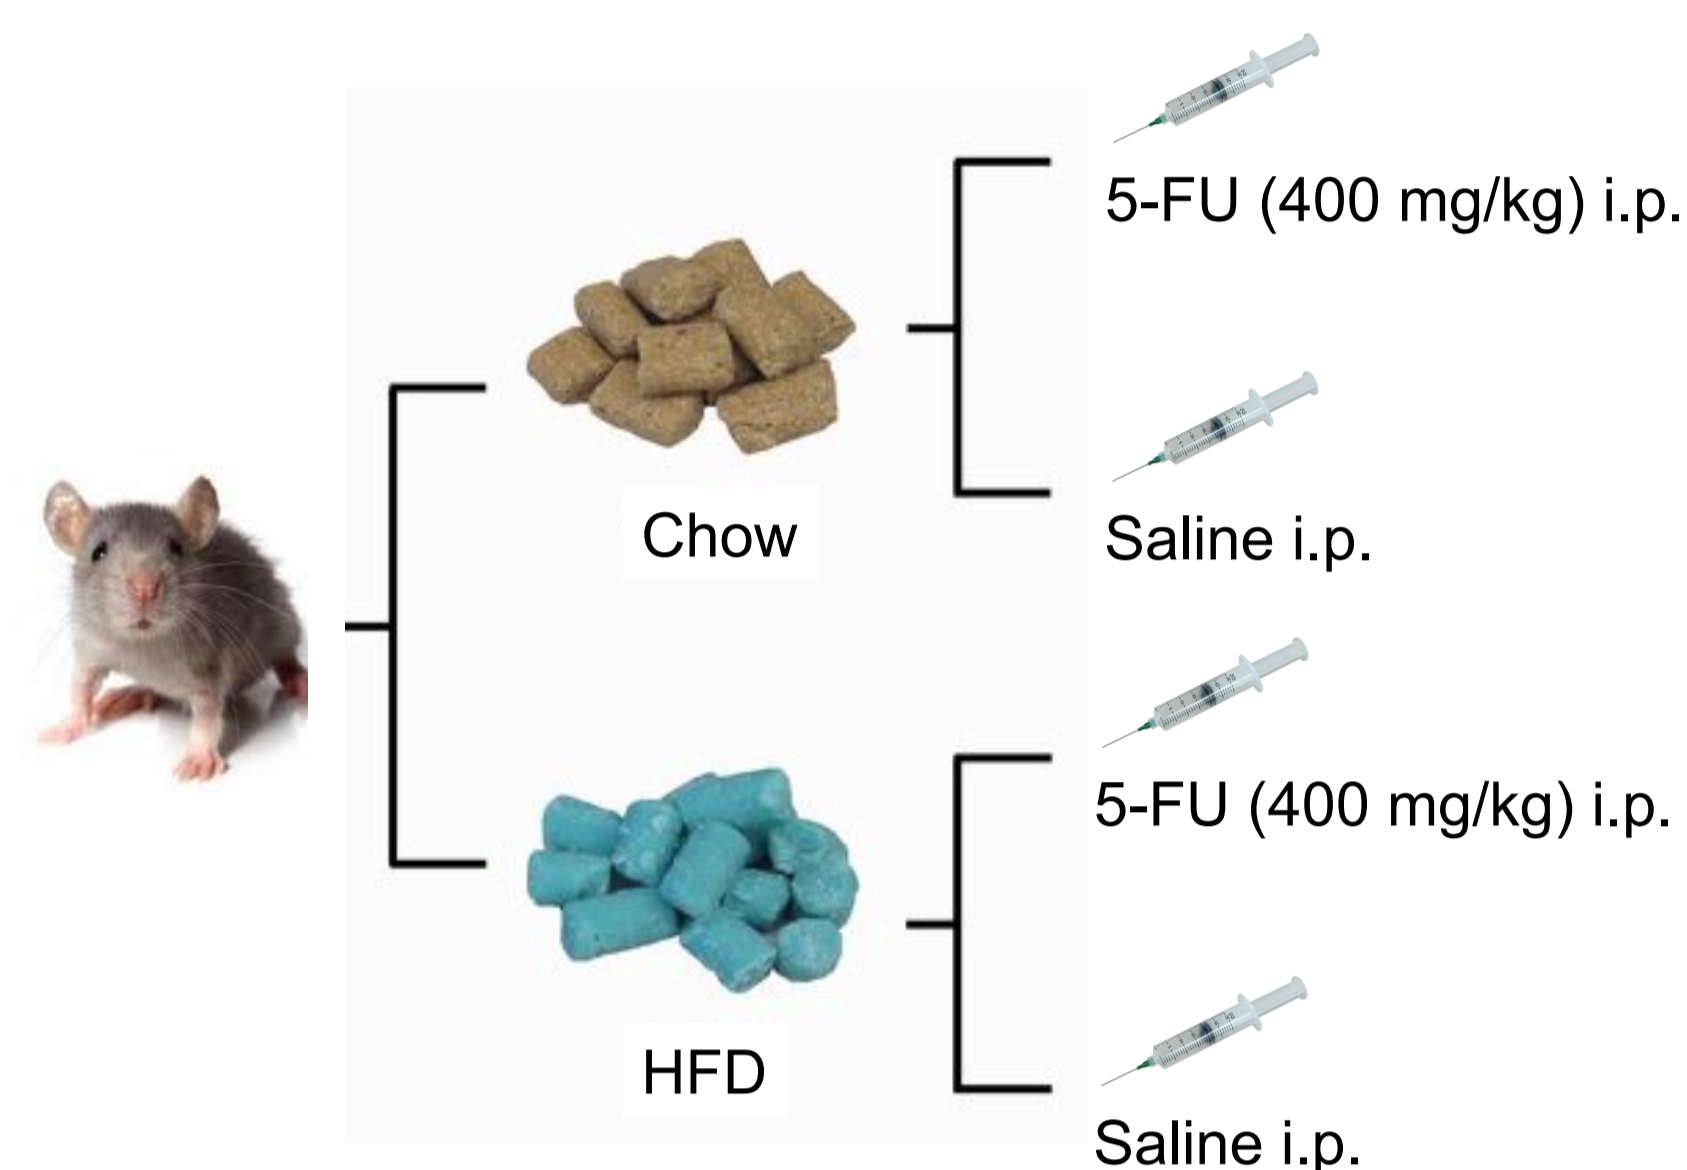 5-FU (400 mg/kg) i.p.
Chow
Saline i.p.
5-FU (400 mg/kg) i.p.
HFD
Saline i.p.